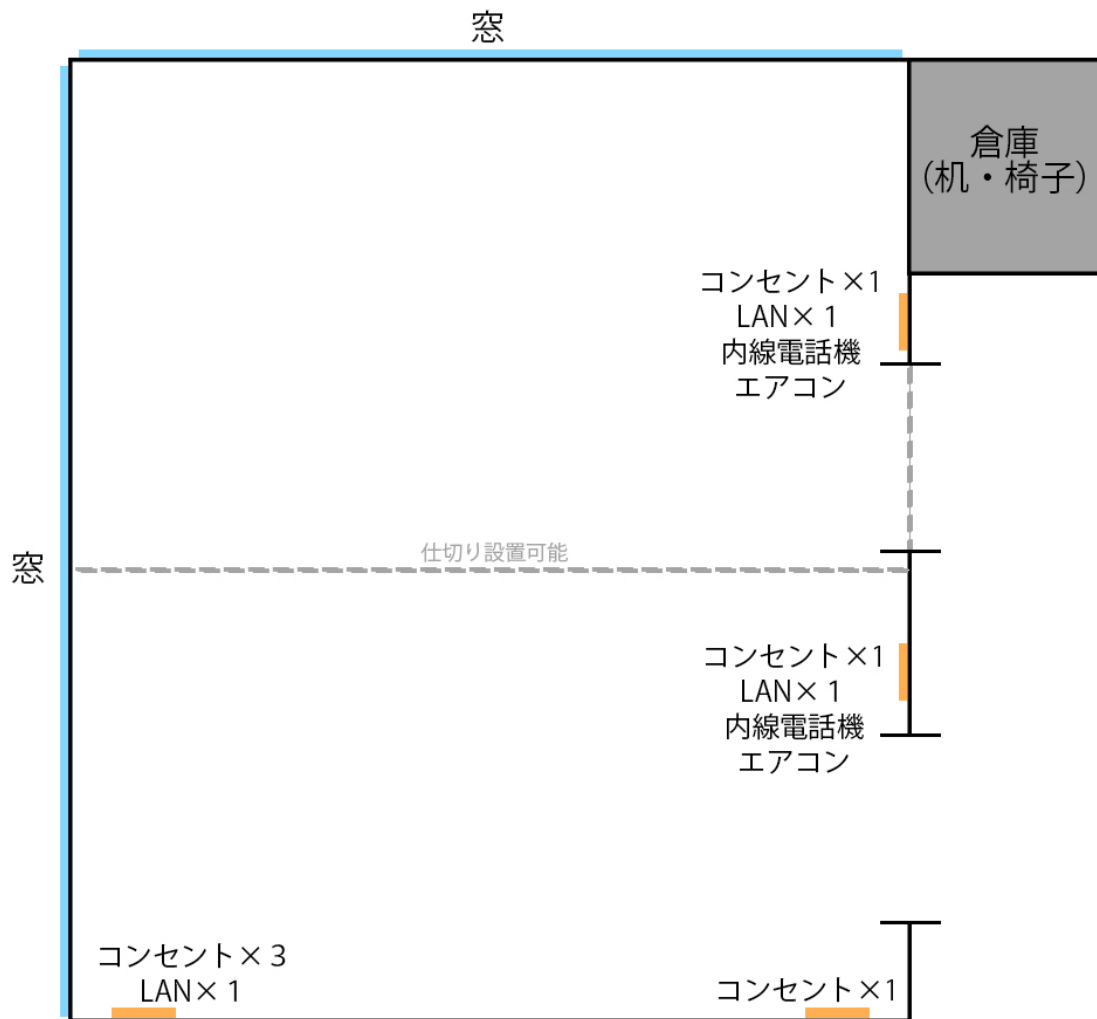 窓
倉庫
(机・椅子)
コンセント×1
LAN× 1
内線電話機
エアコン
仕切り設置可能
窓
コンセント×1
LAN× 1
内線電話機
エアコン
コンセント× 3
LAN× 1
コンセント×1